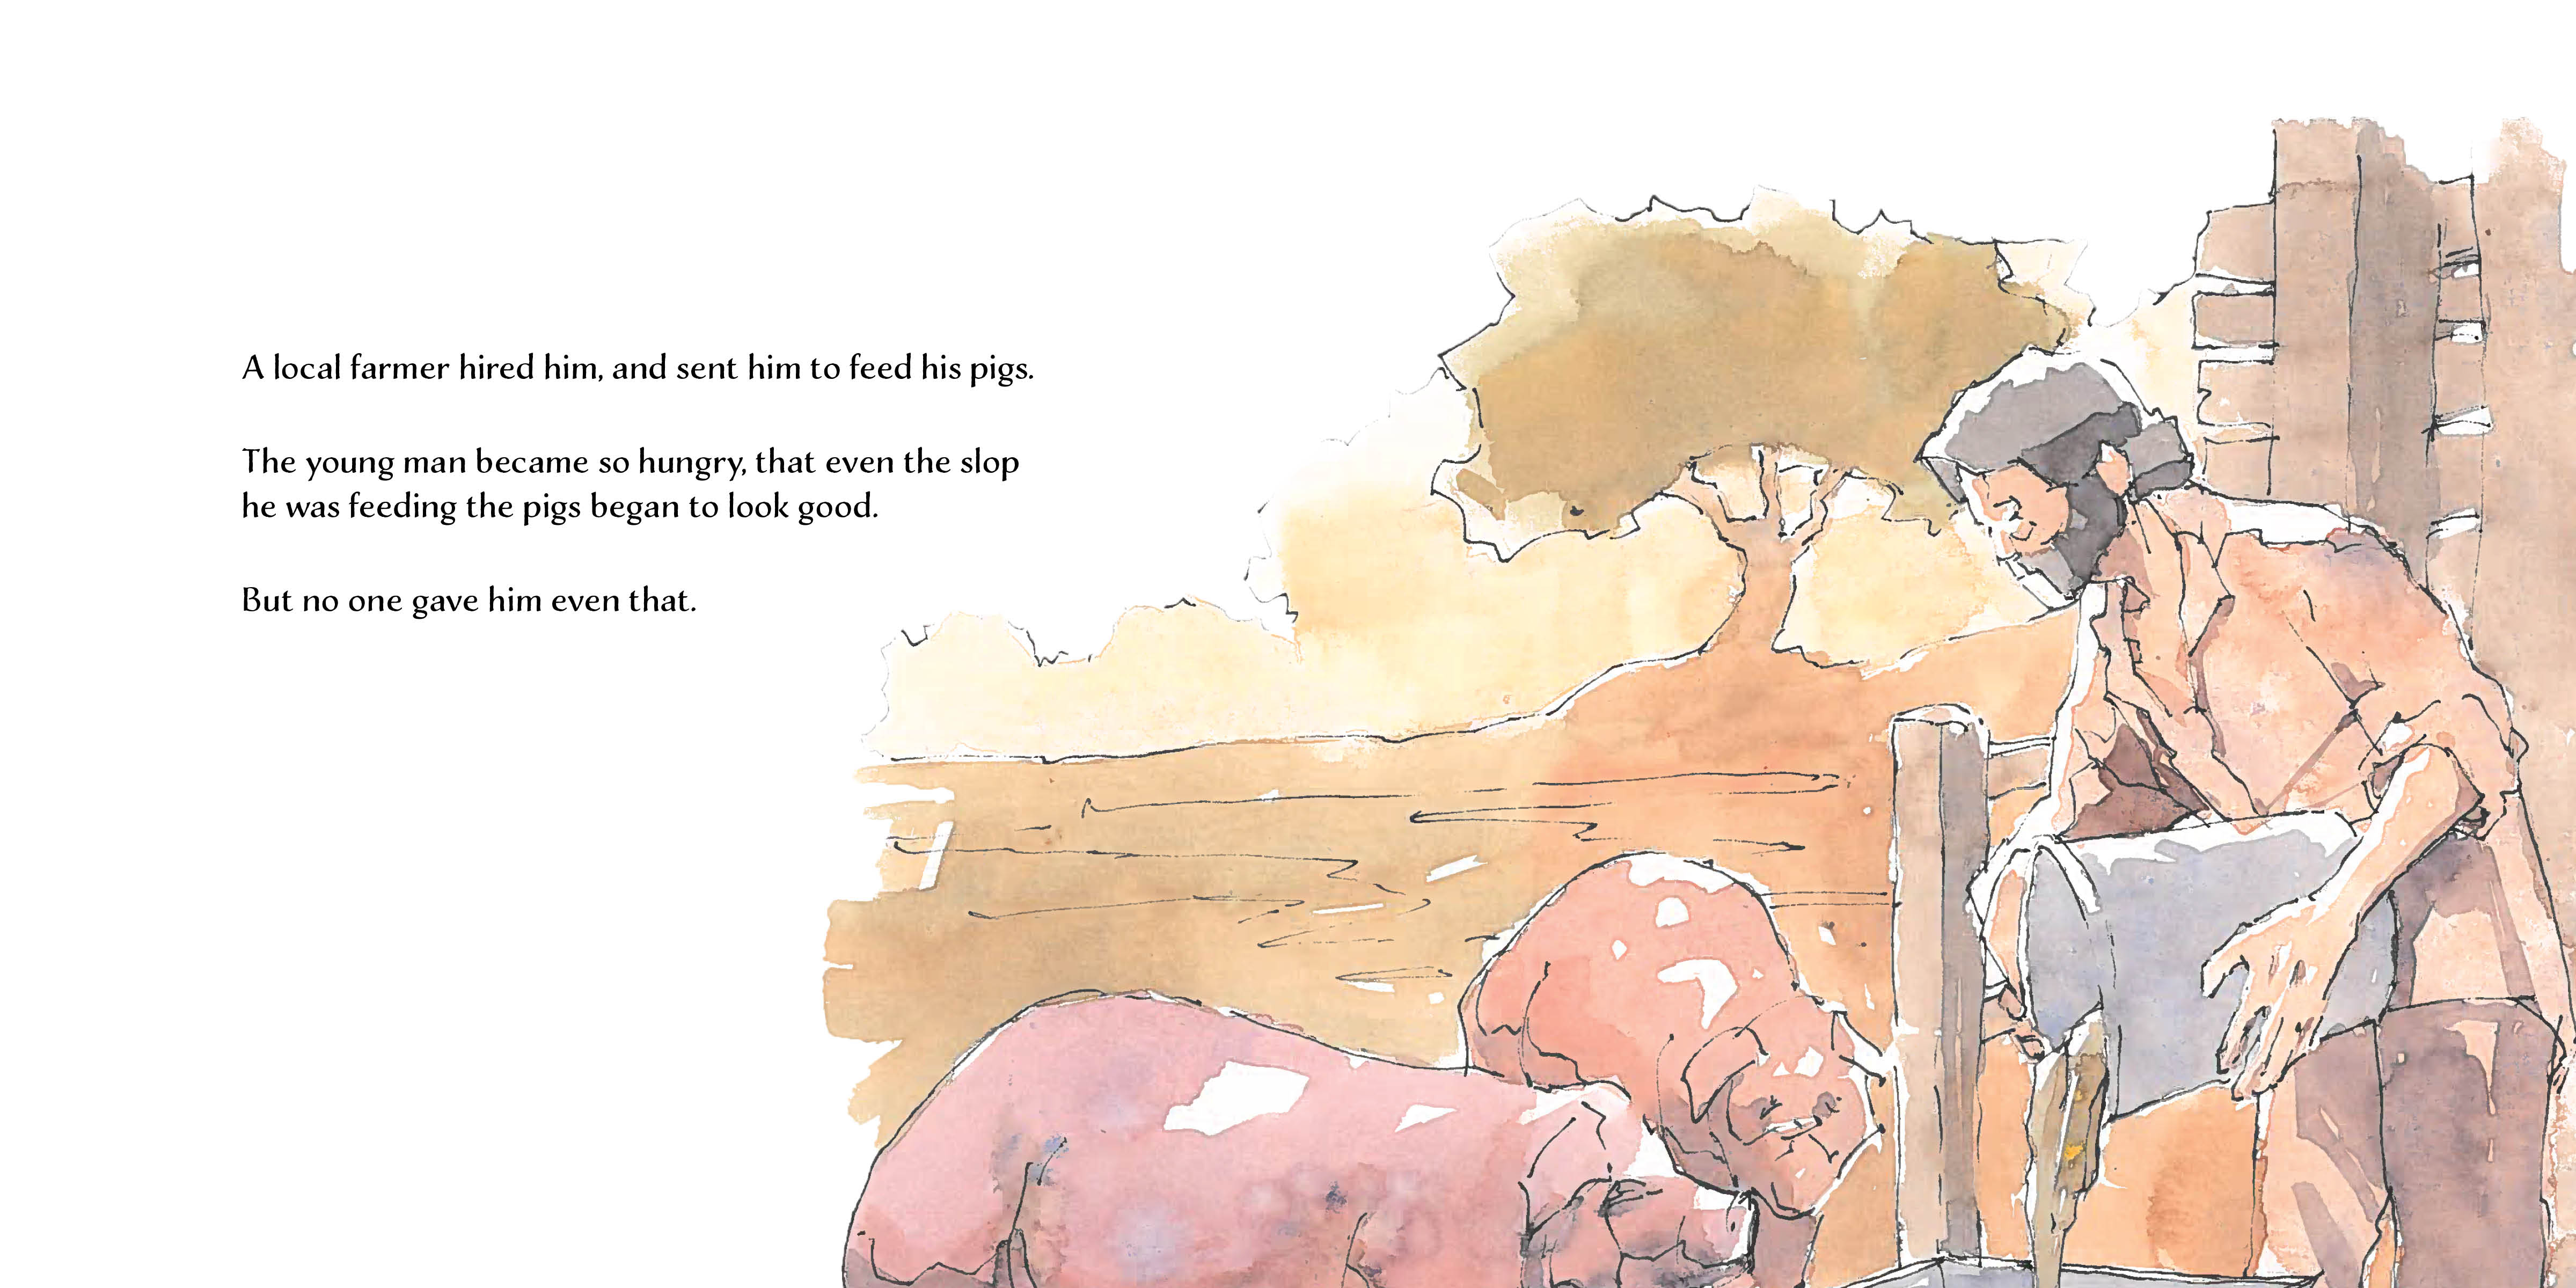 A local farmer hired him, and sent him to feed his pigs.
The young man became so hungry, that even the slop
he was feeding the pigs began to look good.
But no one gave him even that.